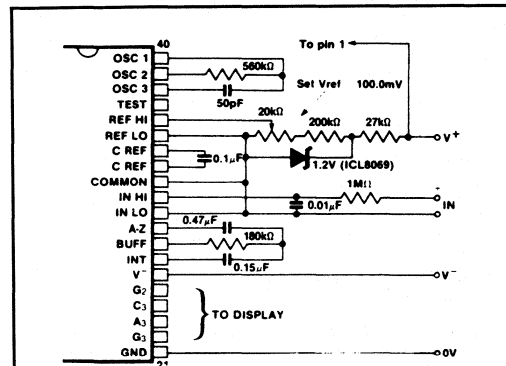 40
To pin 1
OSC 1
560kΩ
OSC 2
Set Vref 100.0mV
OSC 3
50pF
TEST
20kΩ
REF HI
200kΩ 27kΩ
REF LO
V+
C REF
0.1µF
1.2V (ICL8069)
C REF
COMMON
1MΩ
IN HI
0.01µF
IN
IN LO
0.47µF
A-Z
180kΩ
BUFF
INT
0.15µF
V−
V−
G2
C3
TO DISPLAY
A3
G3
GND
0V
21